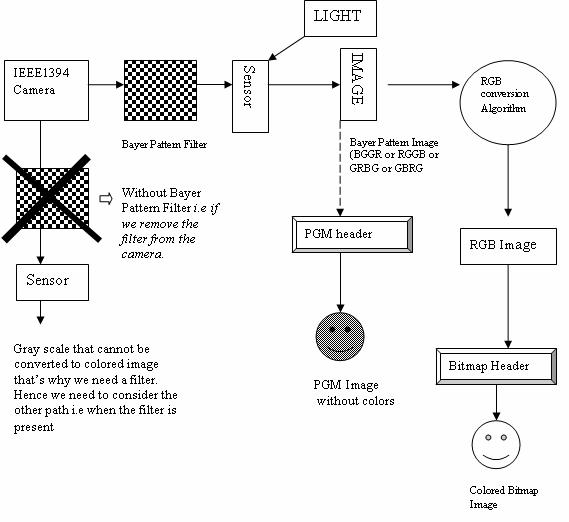 LIGHT
IEEE1394
Camera
Sensor
IMAGE
RGB
conversion
Algorithm
Bayer Pattern Filter
Bayer Pattern Image
(BGGR or RGGB or
GRBG or GBRG
Without Bayer
Pattern Filter i.e if
we remove the
filter from the
camera.
PGM header
RGB Image
Sensor
Gray scale that cannot be
converted to colored image
that's why we need a filter.
Hence we need to consider the
other path i.e when the filter is
present
Bitmap Header
PGM Image
without colors
Colored Bitmap
Image